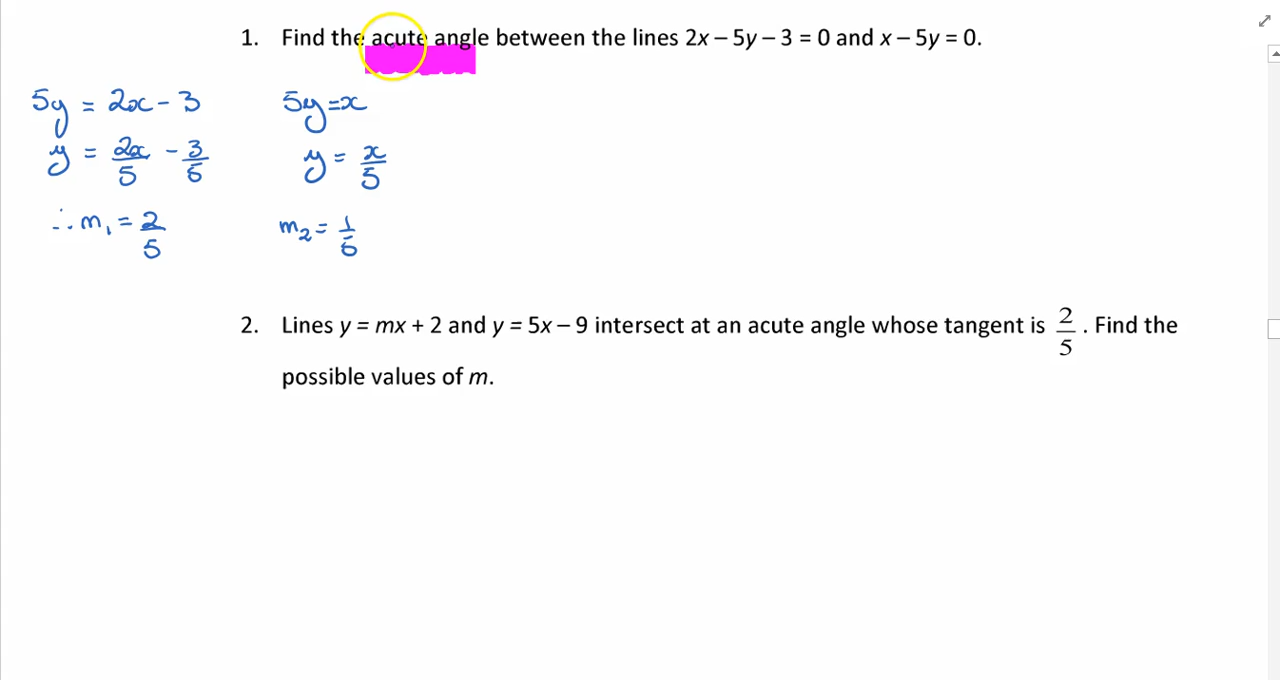 1. Find the acute angle between the lines 2x – 5y – 3 = 0 and x – 5y = 0.
5y = 2x - 3
5y = x
y = 2x/5 - 3/5
y = x/5
∴ m₁ = 2/5
m₂ = 1/5
2. Lines y = mx + 2 and y = 5x – 9 intersect at an acute angle whose tangent is 2/5 . Find the
possible values of m.